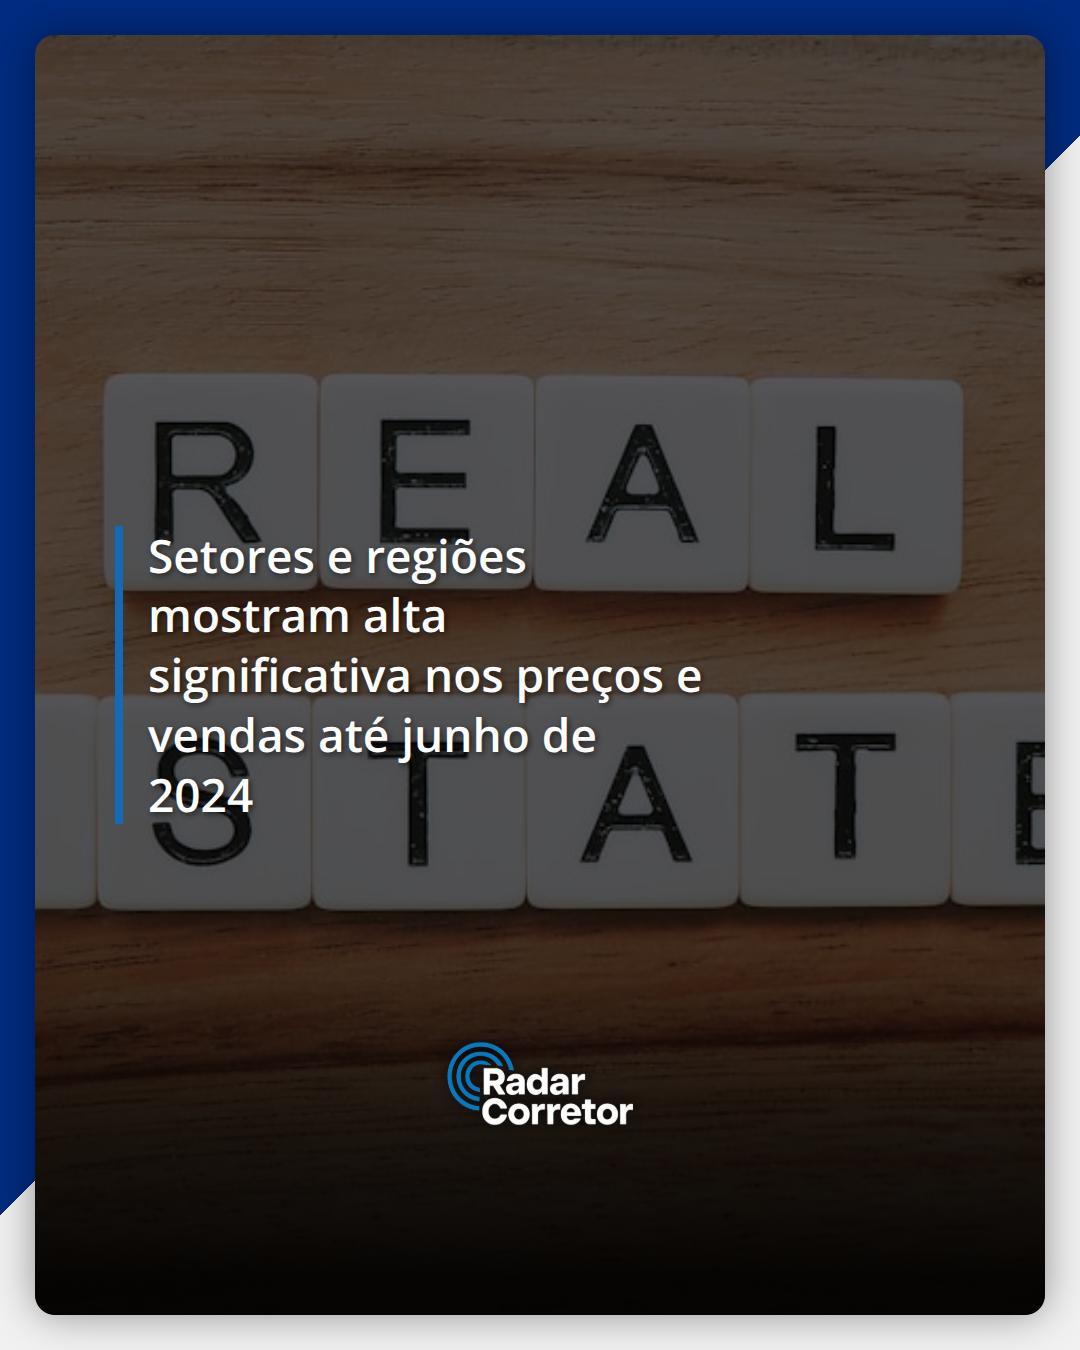 REAL
Setores e regiões
mostram alta
significativa nos preços e
vendas até junho de
2024
STATE
Radar
Corretor